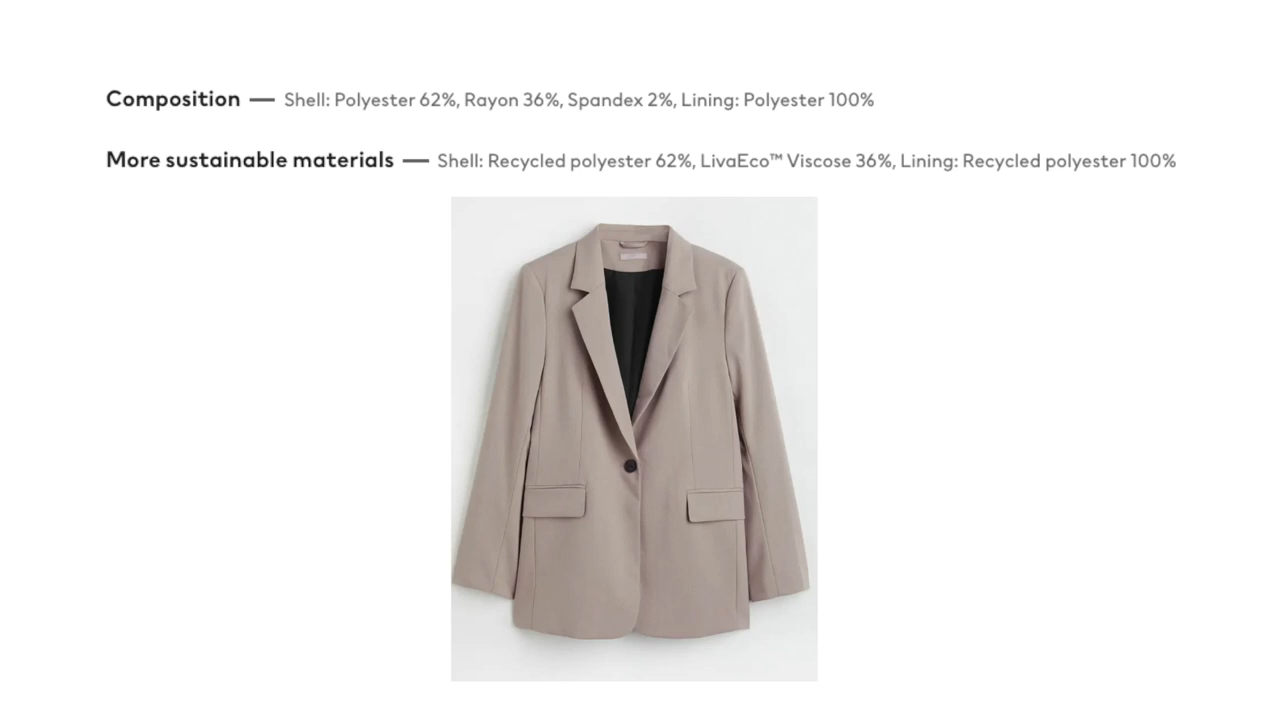 Composition — Shell: Polyester 62%, Rayon 36%, Spandex 2%, Lining: Polyester 100%
More sustainable materials — Shell: Recycled polyester 62%, LivaEco™ Viscose 36%, Lining: Recycled polyester 100%